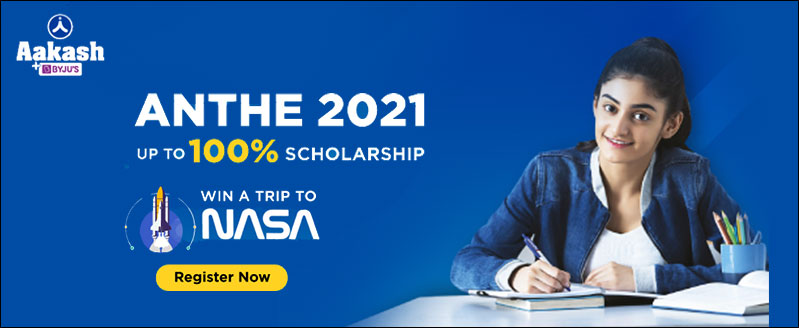 Aakash
+ BYJU'S
ANTHE 2021
UP TO 100% SCHOLARSHIP
WIN A TRIP TO
NASA
Register Now